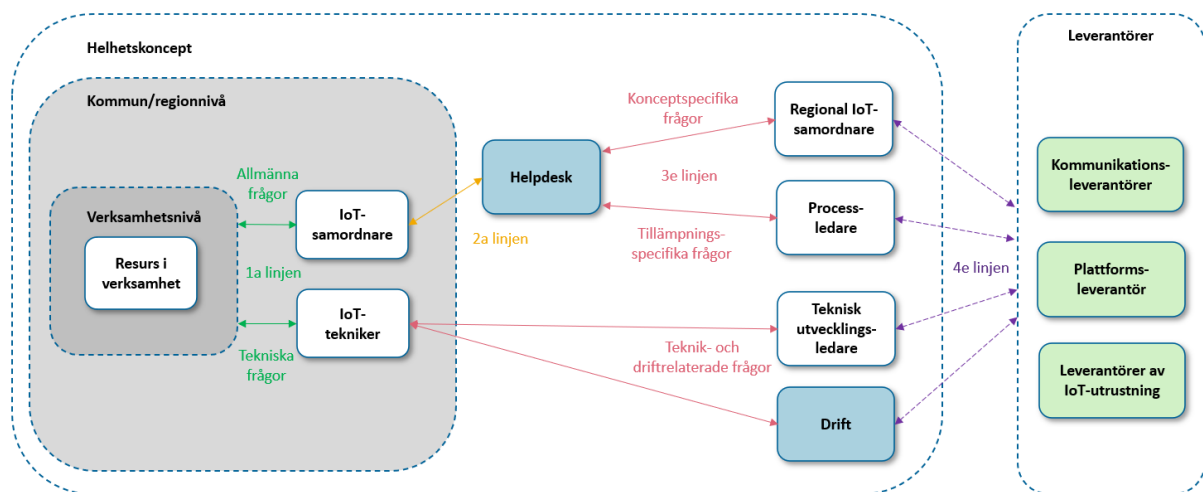 Helhetskoncept
Kommun/regionnivå
Verksamhetsnivå
Resurs i
verksamhet
Allmänna
frågor
1a linjen
Tekniska
frågor
IoT-
samordnare
IoT-
tekniker
2a linjen
Helpdesk
Konceptspecifika
frågor
3e linjen
Tillämpnings-
specifika frågor
Teknik- och
driftrelaterade frågor
Regional IoT-
samordnare
Process-
ledare
Teknisk
utvecklings-
ledare
Drift
4e linjen
Leverantörer
Kommunikations-
leverantörer
Plattforms-
leverantör
Leverantörer av
IoT-utrustning